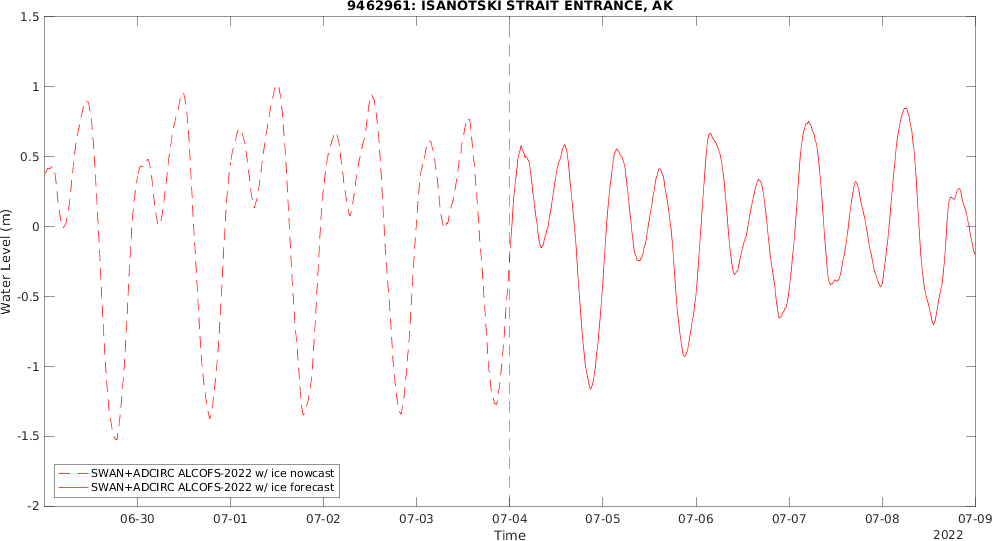 9462961: ISANOTSKI STRAIT ENTRANCE, AK
1.5
1
0.5
0
-0.5
-1
-1.5
-2
Water Level (m)
SWAN+ADCIRC ALCOFS-2022 w/ ice nowcast
SWAN+ADCIRC ALCOFS-2022 w/ ice forecast
06-30 07-01 07-02 07-03 07-04 07-05 07-06 07-07 07-08 07-09
Time
2022